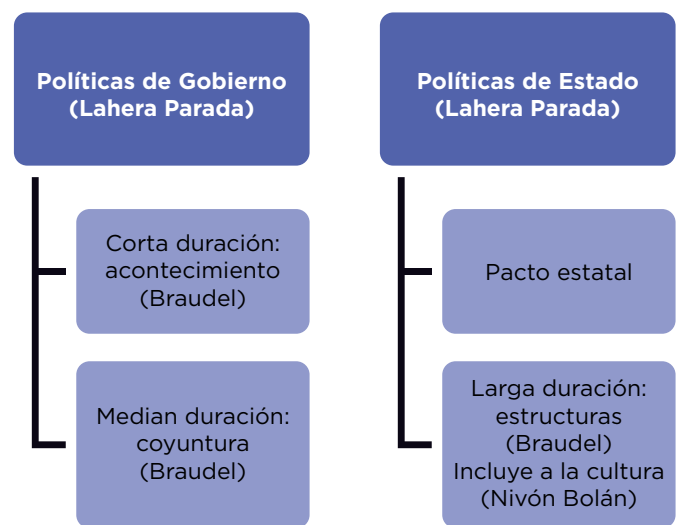 Políticas de Gobierno
(Lahera Parada)
Corta duración:
acontecimiento
(Braudel)
Median duración:
coyuntura
(Braudel)
Políticas de Estado
(Lahera Parada)
Pacto estatal
Larga duración:
estructuras
(Braudel)
Incluye a la cultura
(Nivón Bolán)